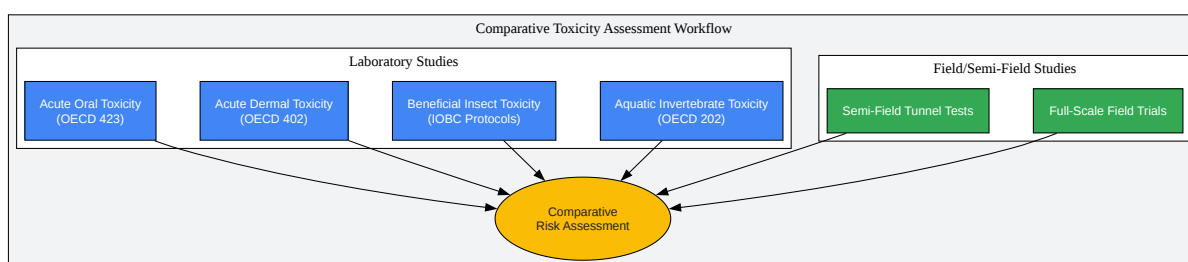 Comparative Toxicity Assessment Workflow
Laboratory Studies
Field/Semi-Field Studies
Acute Oral Toxicity
(OECD 423)
Acute Dermal Toxicity
(OECD 402)
Beneficial Insect Toxicity
(IOBC Protocols)
Aquatic Invertebrate Toxicity
(OECD 202)
Semi-Field Tunnel Tests
Full-Scale Field Trials
Comparative
Risk Assessment